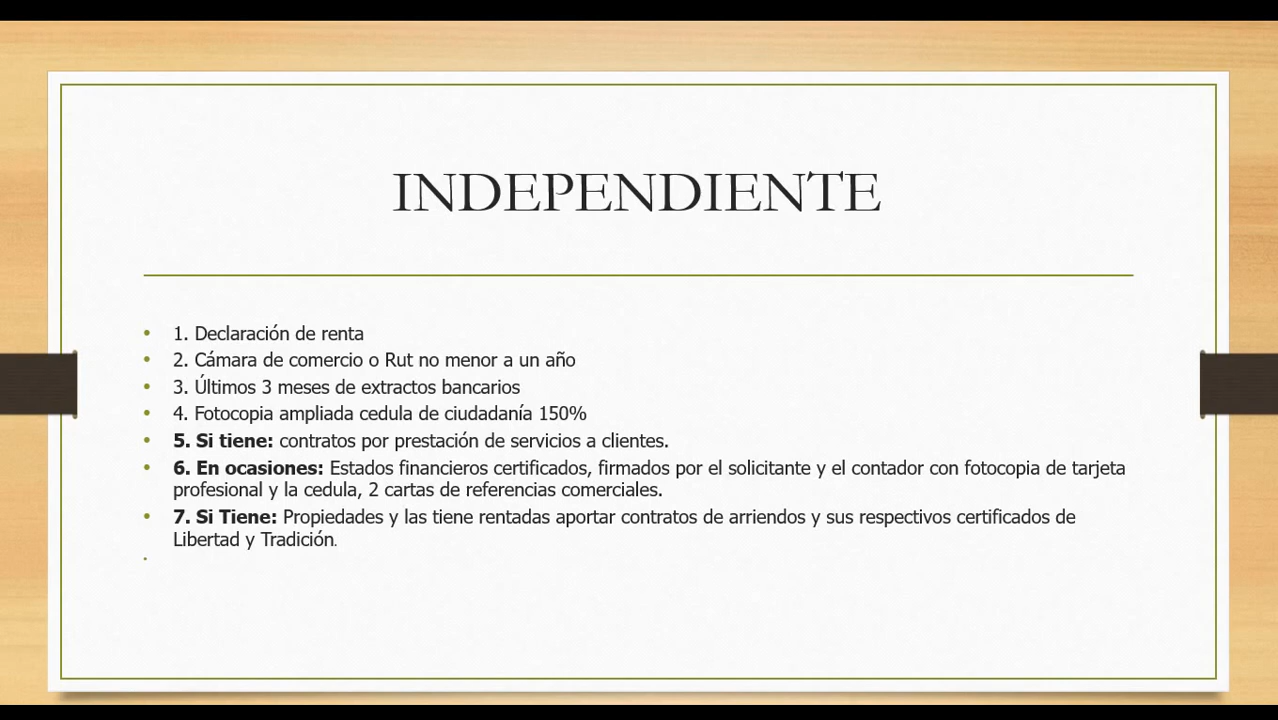 INDEPENDIENTE
• 1. Declaración de renta
• 2. Cámara de comercio o Rut no menor a un año
• 3. Últimos 3 meses de extractos bancarios
• 4. Fotocopia ampliada cedula de ciudadanía 150%
• 5. Si tiene: contratos por prestación de servicios a clientes.
• 6. En ocasiones: Estados financieros certificados, firmados por el solicitante y el contador con fotocopia de tarjeta
profesional y la cedula, 2 cartas de referencias comerciales.
• 7. Si Tiene: Propiedades y las tiene rentadas aportar contratos de arriendos y sus respectivos certificados de
Libertad y Tradición.